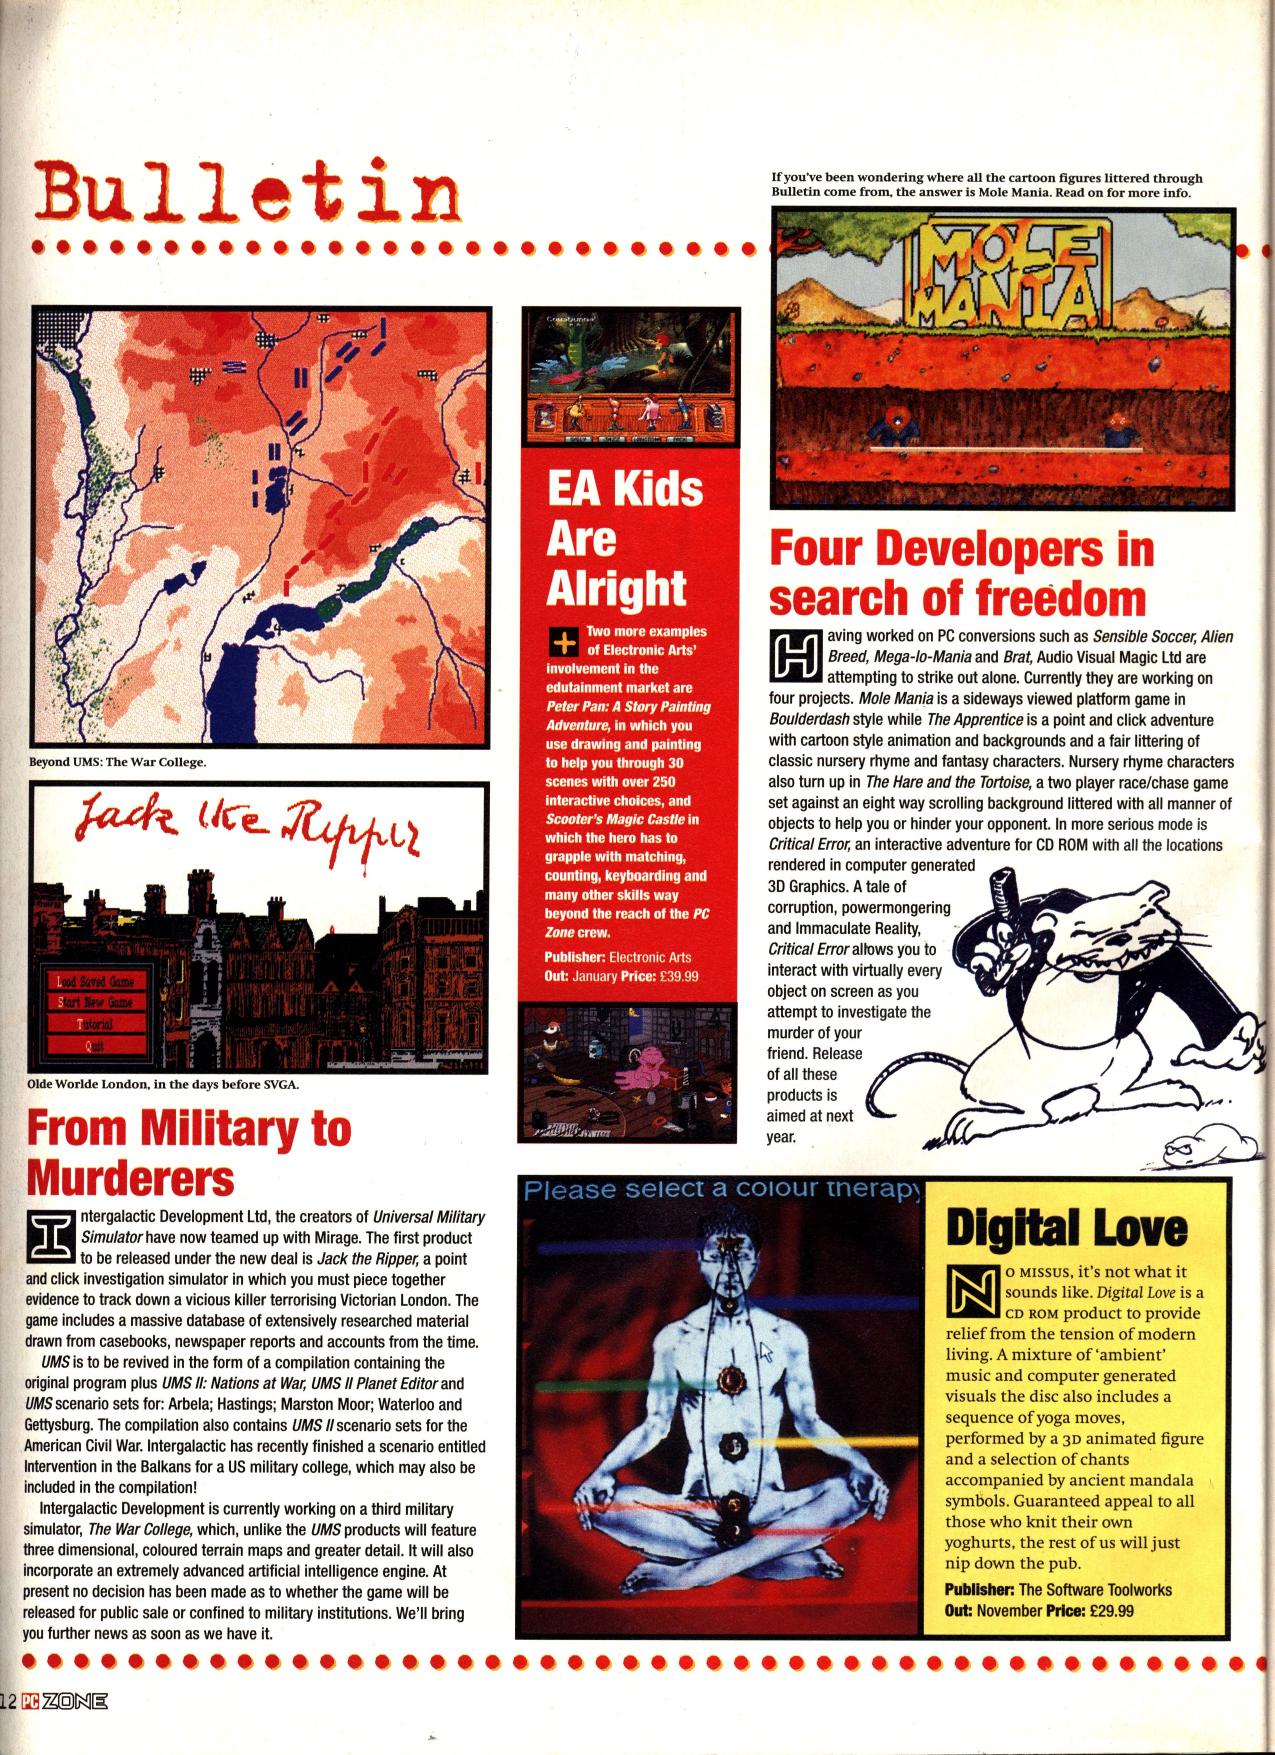 Bulletin
If you've been wondering where all the cartoon figures littered through
Bulletin come from, the answer is Mole Mania. Read on for more info.
MOLE
MANIA
Beyond UMS: The War College.
Jack the Ripper
Load Saved Game
Start New Game
Tutorial
Quit
Olde Worlde London, in the days before SVGA.
From Military to
Murderers
Intergalactic Development Ltd, the creators of Universal Military
Simulator have now teamed up with Mirage. The first product
to be released under the new deal is Jack the Ripper, a point
and click investigation simulator in which you must piece together
evidence to track down a vicious killer terrorising Victorian London. The
game includes a massive database of extensively researched material
drawn from casebooks, newspaper reports and accounts from the time.
UMS is to be revived in the form of a compilation containing the
original program plus UMS II: Nations at War, UMS II Planet Editor and
UMS scenario sets for: Arbela; Hastings; Marston Moor; Waterloo and
Gettysburg. The compilation also contains UMS II scenario sets for the
American Civil War. Intergalactic has recently finished a scenario entitled
Intervention in the Balkans for a US military college, which may also be
included in the compilation!
Intergalactic Development is currently working on a third military
simulator, The War College, which, unlike the UMS products will feature
three dimensional, coloured terrain maps and greater detail. It will also
incorporate an extremely advanced artificial intelligence engine. At
present no decision has been made as to whether the game will be
released for public sale or confined to military institutions. We'll bring
you further news as soon as we have it.
EA Kids
Are
Alright
+ Two more examples
of Electronic Arts'
involvement in the
edutainment market are
Peter Pan: A Story Painting
Adventure, in which you
use drawing and painting
to help you through 30
scenes with over 250
interactive choices, and
Scooter's Magic Castle in
which the hero has to
grapple with matching,
counting, keyboarding and
many other skills way
beyond the reach of the PC
Zone crew.
Publisher: Electronic Arts
Out: January Price: £39.99
Four Developers in
search of freedom
Having worked on PC conversions such as Sensible Soccer, Alien
Breed, Mega-lo-Mania and Brat, Audio Visual Magic Ltd are
attempting to strike out alone. Currently they are working on
four projects. Mole Mania is a sideways viewed platform game in
Boulderdash style while The Apprentice is a point and click adventure
with cartoon style animation and backgrounds and a fair littering of
classic nursery rhyme and fantasy characters. Nursery rhyme characters
also turn up in The Hare and the Tortoise, a two player race/chase game
set against an eight way scrolling background littered with all manner of
objects to help you or hinder your opponent. In more serious mode is
Critical Error, an interactive adventure for CD ROM with all the locations
rendered in computer generated
3D Graphics. A tale of
corruption, powermongering
and Immaculate Reality,
Critical Error allows you to
interact with virtually every
object on screen as you
attempt to investigate the
murder of your
friend. Release
of all these
products is
aimed at next
year.
Please select a colour therapy
Digital Love
NO MISSUS, it's not what it
sounds like. Digital Love is a
CD ROM product to provide
relief from the tension of modern
living. A mixture of 'ambient'
music and computer generated
visuals the disc also includes a
sequence of yoga moves,
performed by a 3D animated figure
and a selection of chants
accompanied by ancient mandala
symbols. Guaranteed appeal to all
those who knit their own
yoghurts, the rest of us will just
nip down the pub.
Publisher: The Software Toolworks
Out: November Price: £29.99
12 PC ZONE